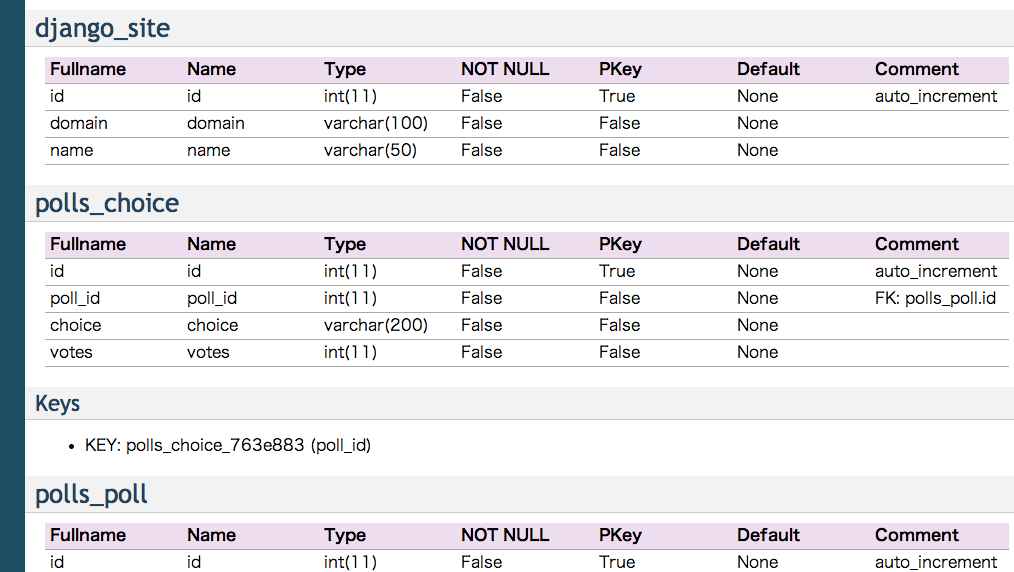 django_site
Fullname Name Type NOT NULL PKey Default Comment
id id int(11) False True None auto_increment
domain domain varchar(100) False False None
name name varchar(50) False False None
polls_choice
Fullname Name Type NOT NULL PKey Default Comment
id id int(11) False True None auto_increment
poll_id poll_id int(11) False False None FK: polls_poll.id
choice choice varchar(200) False False None
votes votes int(11) False False None
Keys
• KEY: polls_choice_763e883 (poll_id)
polls_poll
Fullname Name Type NOT NULL PKey Default Comment
id id int(11) False True None auto_increment